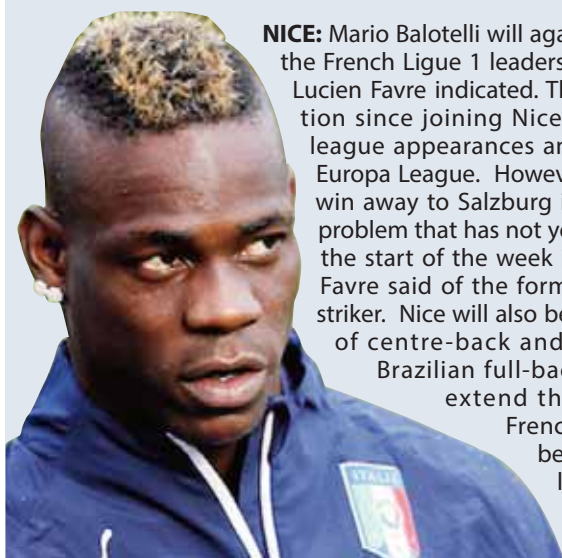 NICE: Mario Balotelli will aga
the French Ligue 1 leaders
Lucien Favre indicated. Th
tion since joining Nice
league appearances an
Europa League. Howev
win away to Salzburg i
problem that has not ye
the start of the week
Favre said of the form
striker. Nice will also be
of centre-back and
Brazilian full-bac
extend th
Frenc
be
l
ITALIA